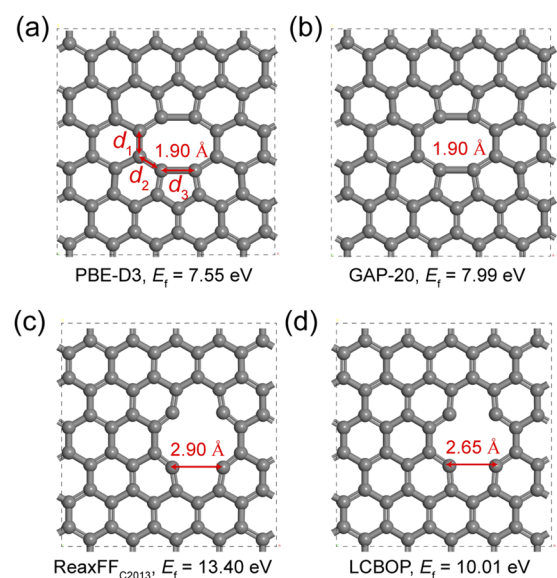 (a)
(b)
d1
1.90 Å
d2
d3
1.90 Å
PBE-D3, Ef = 7.55 eV
GAP-20, Ef = 7.99 eV
(c)
(d)
2.90 Å
2.65 Å
ReaxFFC2013, Ef = 13.40 eV
LCBOP, Ef = 10.01 eV